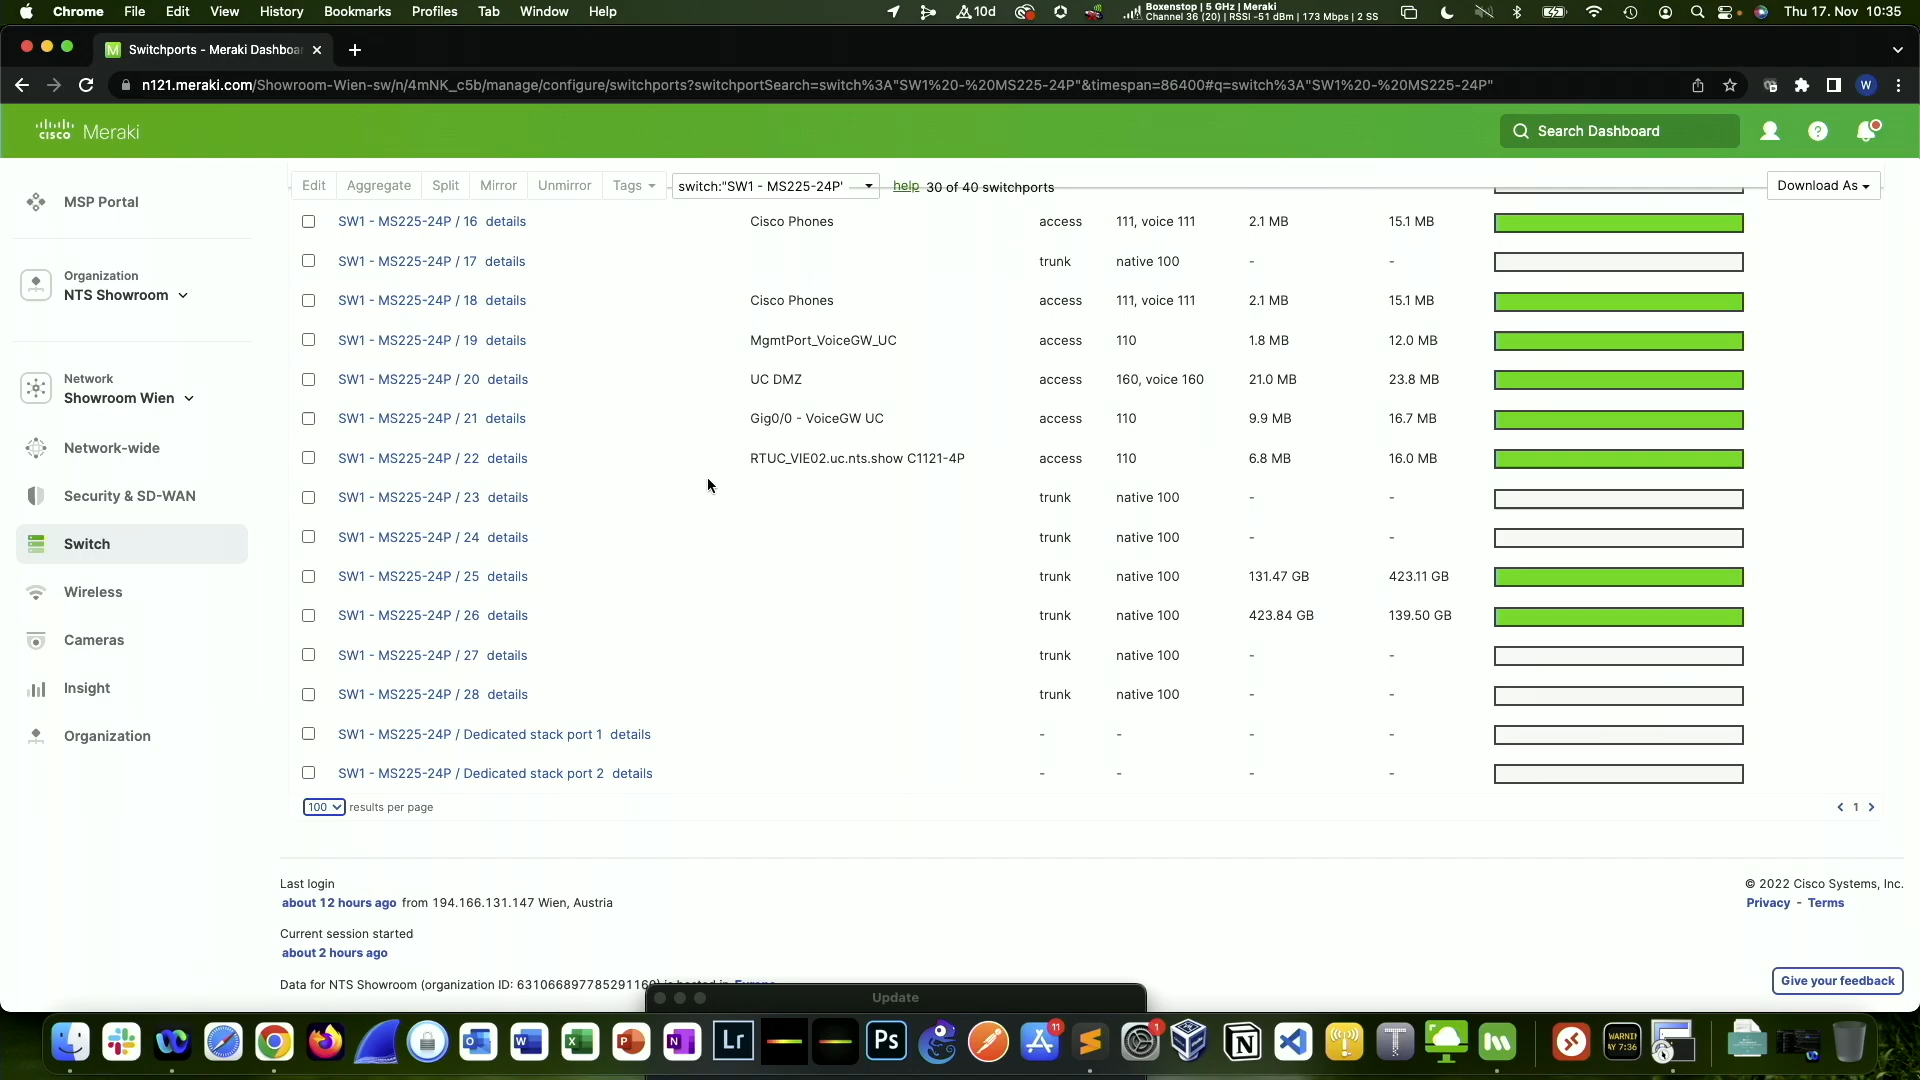 Chrome File Edit View History Bookmarks Profiles Tab Window Help
10d Boxenstop | 5 GHz | Meraki
Channel 36 (20) | RSSI -51 dBm | 173 Mbps | 2 SS
Thu 17. Nov 10:35
Switchports - Meraki Dashboa
n121.meraki.com/Showroom-Wien-sw/n/4mNK_c5b/manage/configure/switchports?switchportSearch=switch%3A"SW1%20-%20MS225-24P"&timespan=86400#q=switch%3A"SW1%20-%20MS225-24P"
W
CISCO Meraki
Search Dashboard
MSP Portal
Organization
NTS Showroom
Network
Showroom Wien
Network-wide
Security & SD-WAN
Switch
Wireless
Cameras
Insight
Organization
Edit Aggregate Split Mirror Unmirror Tags switch:"SW1 - MS225-24P" help 30 of 40 switchports Download As
SW1 - MS225-24P / 16 details Cisco Phones access 111, voice 111 2.1 MB 15.1 MB
SW1 - MS225-24P / 17 details trunk native 100 - -
SW1 - MS225-24P / 18 details Cisco Phones access 111, voice 111 2.1 MB 15.1 MB
SW1 - MS225-24P / 19 details MgmtPort_VoiceGW_UC access 110 1.8 MB 12.0 MB
SW1 - MS225-24P / 20 details UC DMZ access 160, voice 160 21.0 MB 23.8 MB
SW1 - MS225-24P / 21 details Gig0/0 - VoiceGW UC access 110 9.9 MB 16.7 MB
SW1 - MS225-24P / 22 details RTUC_VIE02.uc.nts.show C1121-4P access 110 6.8 MB 16.0 MB
SW1 - MS225-24P / 23 details trunk native 100 - -
SW1 - MS225-24P / 24 details trunk native 100 - -
SW1 - MS225-24P / 25 details trunk native 100 131.47 GB 423.11 GB
SW1 - MS225-24P / 26 details trunk native 100 423.84 GB 139.50 GB
SW1 - MS225-24P / 27 details trunk native 100 - -
SW1 - MS225-24P / 28 details trunk native 100 - -
SW1 - MS225-24P / Dedicated stack port 1 details - - - -
SW1 - MS225-24P / Dedicated stack port 2 details - - - -
100 results per page
< 1 >
Last login
about 12 hours ago from 194.166.131.147 Wien, Austria
Current session started
about 2 hours ago
Data for NTS Showroom (organization ID: 631066897785291160) is hosted in Europe
© 2022 Cisco Systems, Inc.
Privacy - Terms
Give your feedback
Update
Lr Ps 11 1
WARNI
AY 7:36